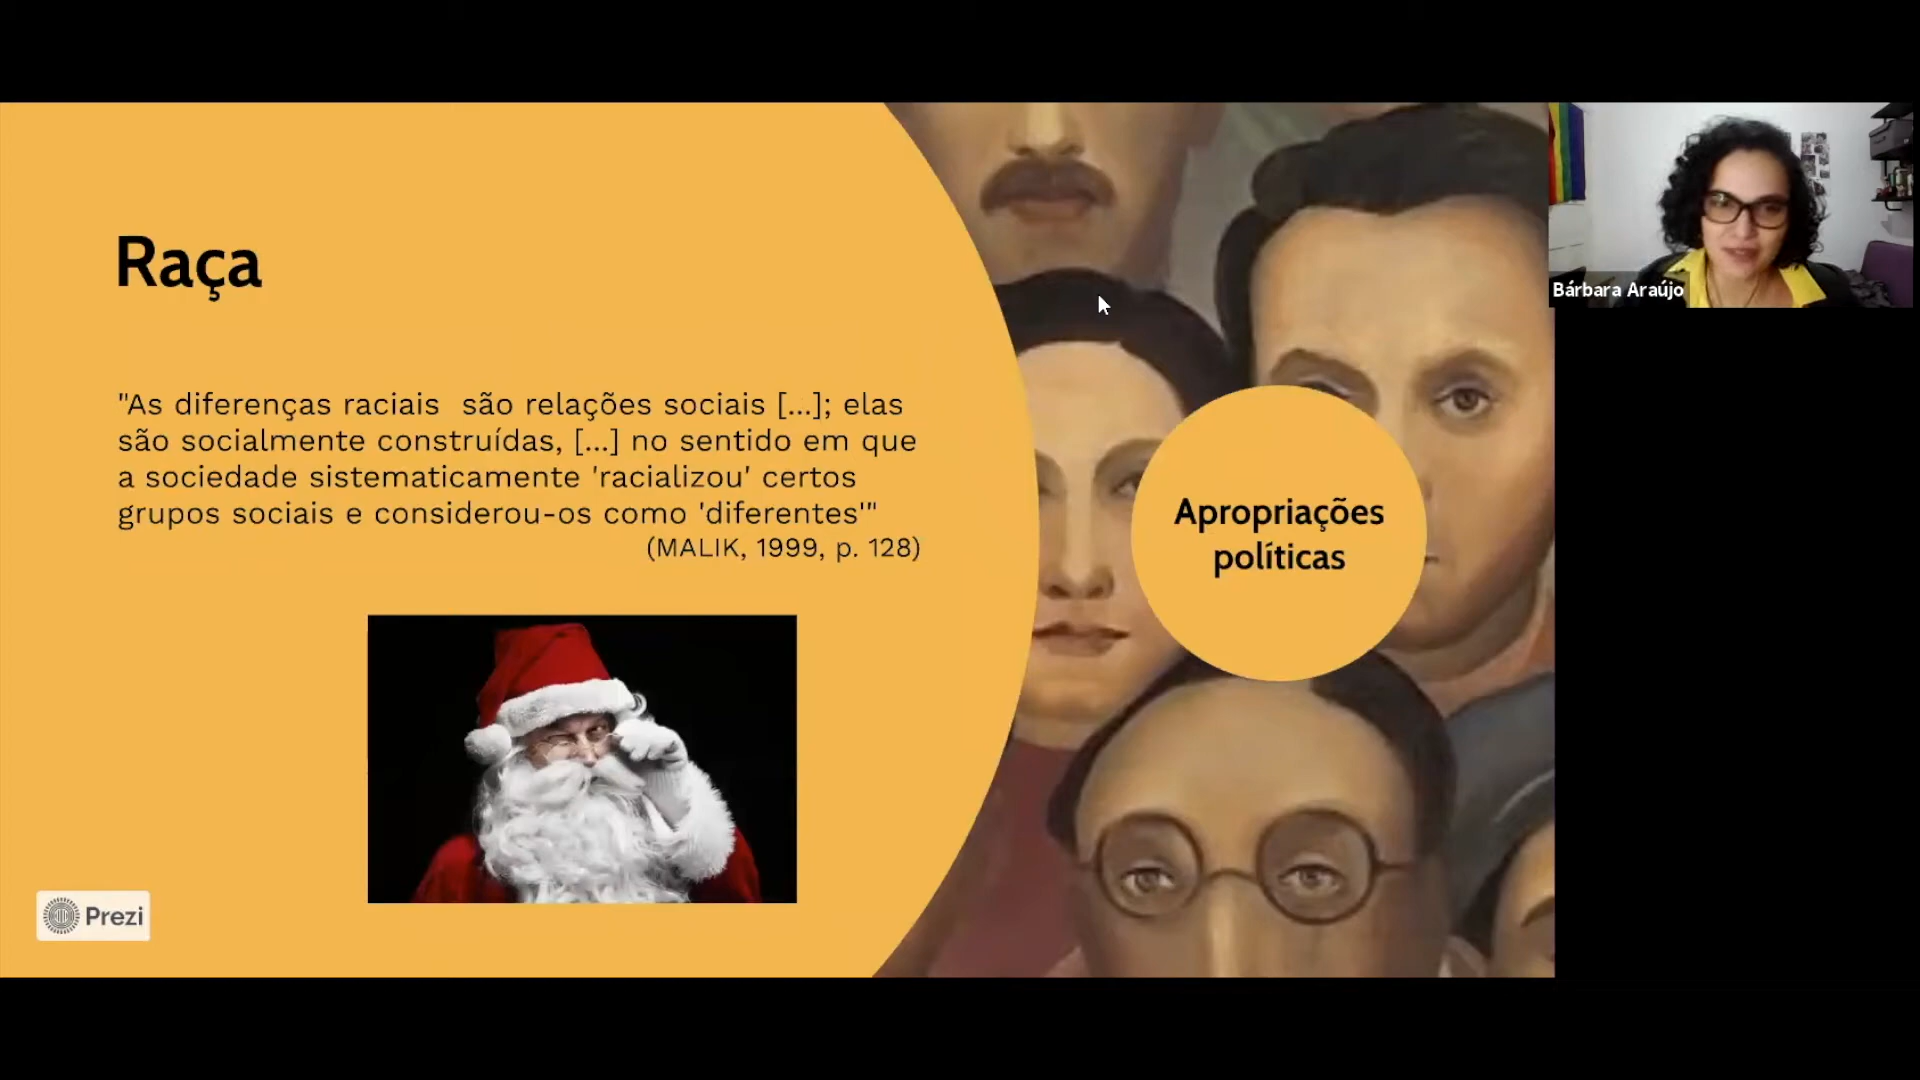 Raça
"As diferenças raciais  são relações sociais [...]; elas
são socialmente construídas, [...] no sentido em que
a sociedade sistematicamente 'racializou' certos
grupos sociais e considerou-os como 'diferentes'"
(MALIK, 1999, p. 128)
Apropriações
políticas
Bárbara Araújo
Prezi